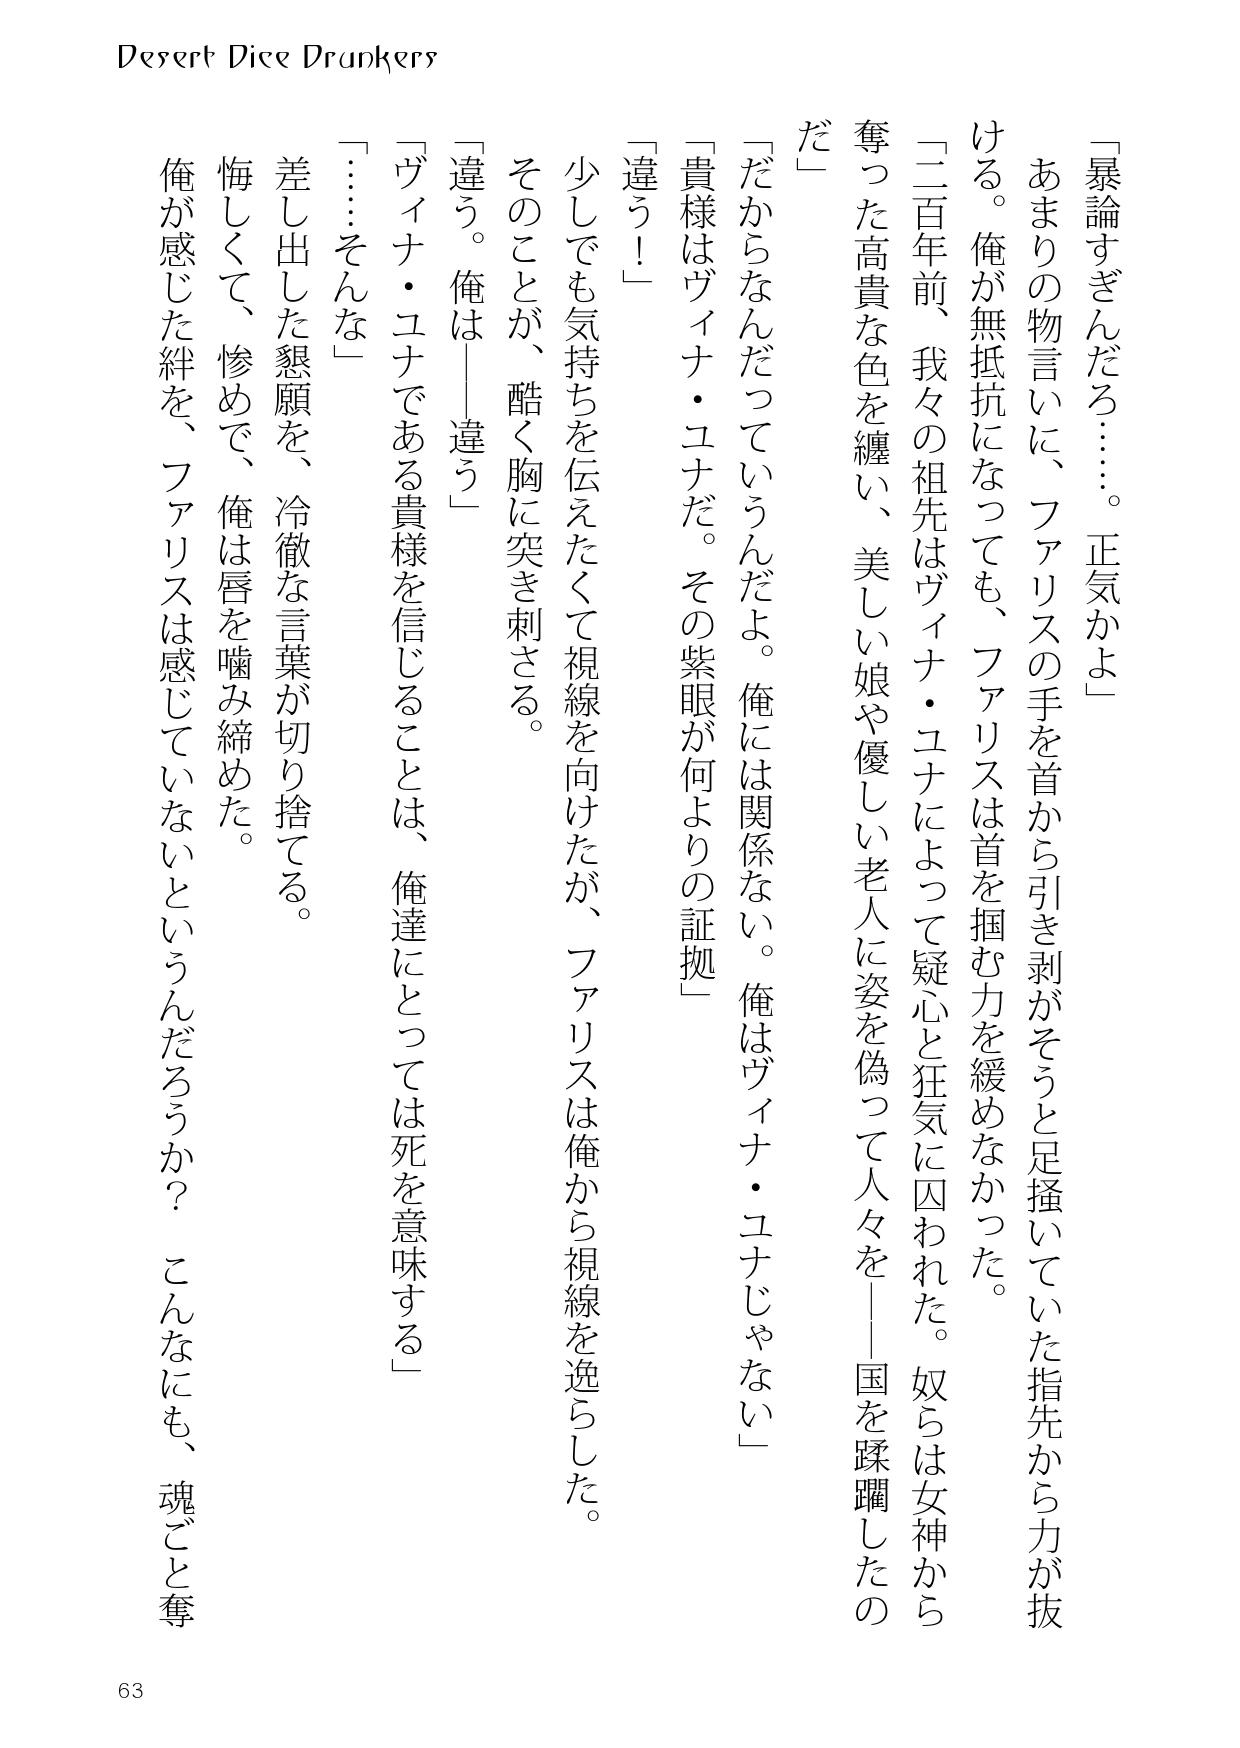 Desert Dice Drunkers
「暴論すぎんだろ……。正気かよ」
あまりの物言いに、ファリスの手を首から引き剥がそうと足掻いていた指先から力が抜
ける。俺が無抵抗になっても、ファリスは首を掴む力を緩めなかった。
「二百年前、我々の祖先はヴィナ・ユナによって疑心と狂気に囚われた。奴らは女神から
奪った高貴な色を纏い、美しい娘や優しい老人に姿を偽って人々を――国を蹂躙したの
だ」
「だからなんだっていうんだよ。俺には関係ない。俺はヴィナ・ユナじゃない」
「貴様はヴィナ・ユナだ。その紫眼が何よりの証拠」
「違う！」
少しでも気持ちを伝えたくて視線を向けたが、ファリスは俺から視線を逸らした。
そのことが、酷く胸に突き刺さる。
「違う。俺は――違う」
「ヴィナ・ユナである貴様を信じることは、俺達にとっては死を意味する」
「……そんな」
差し出した懇願を、冷徹な言葉が切り捨てる。
悔しくて、惨めで、俺は唇を噛み締めた。
俺が感じた絆を、ファリスは感じていないというんだろうか？　こんなにも、魂ごと奪
63